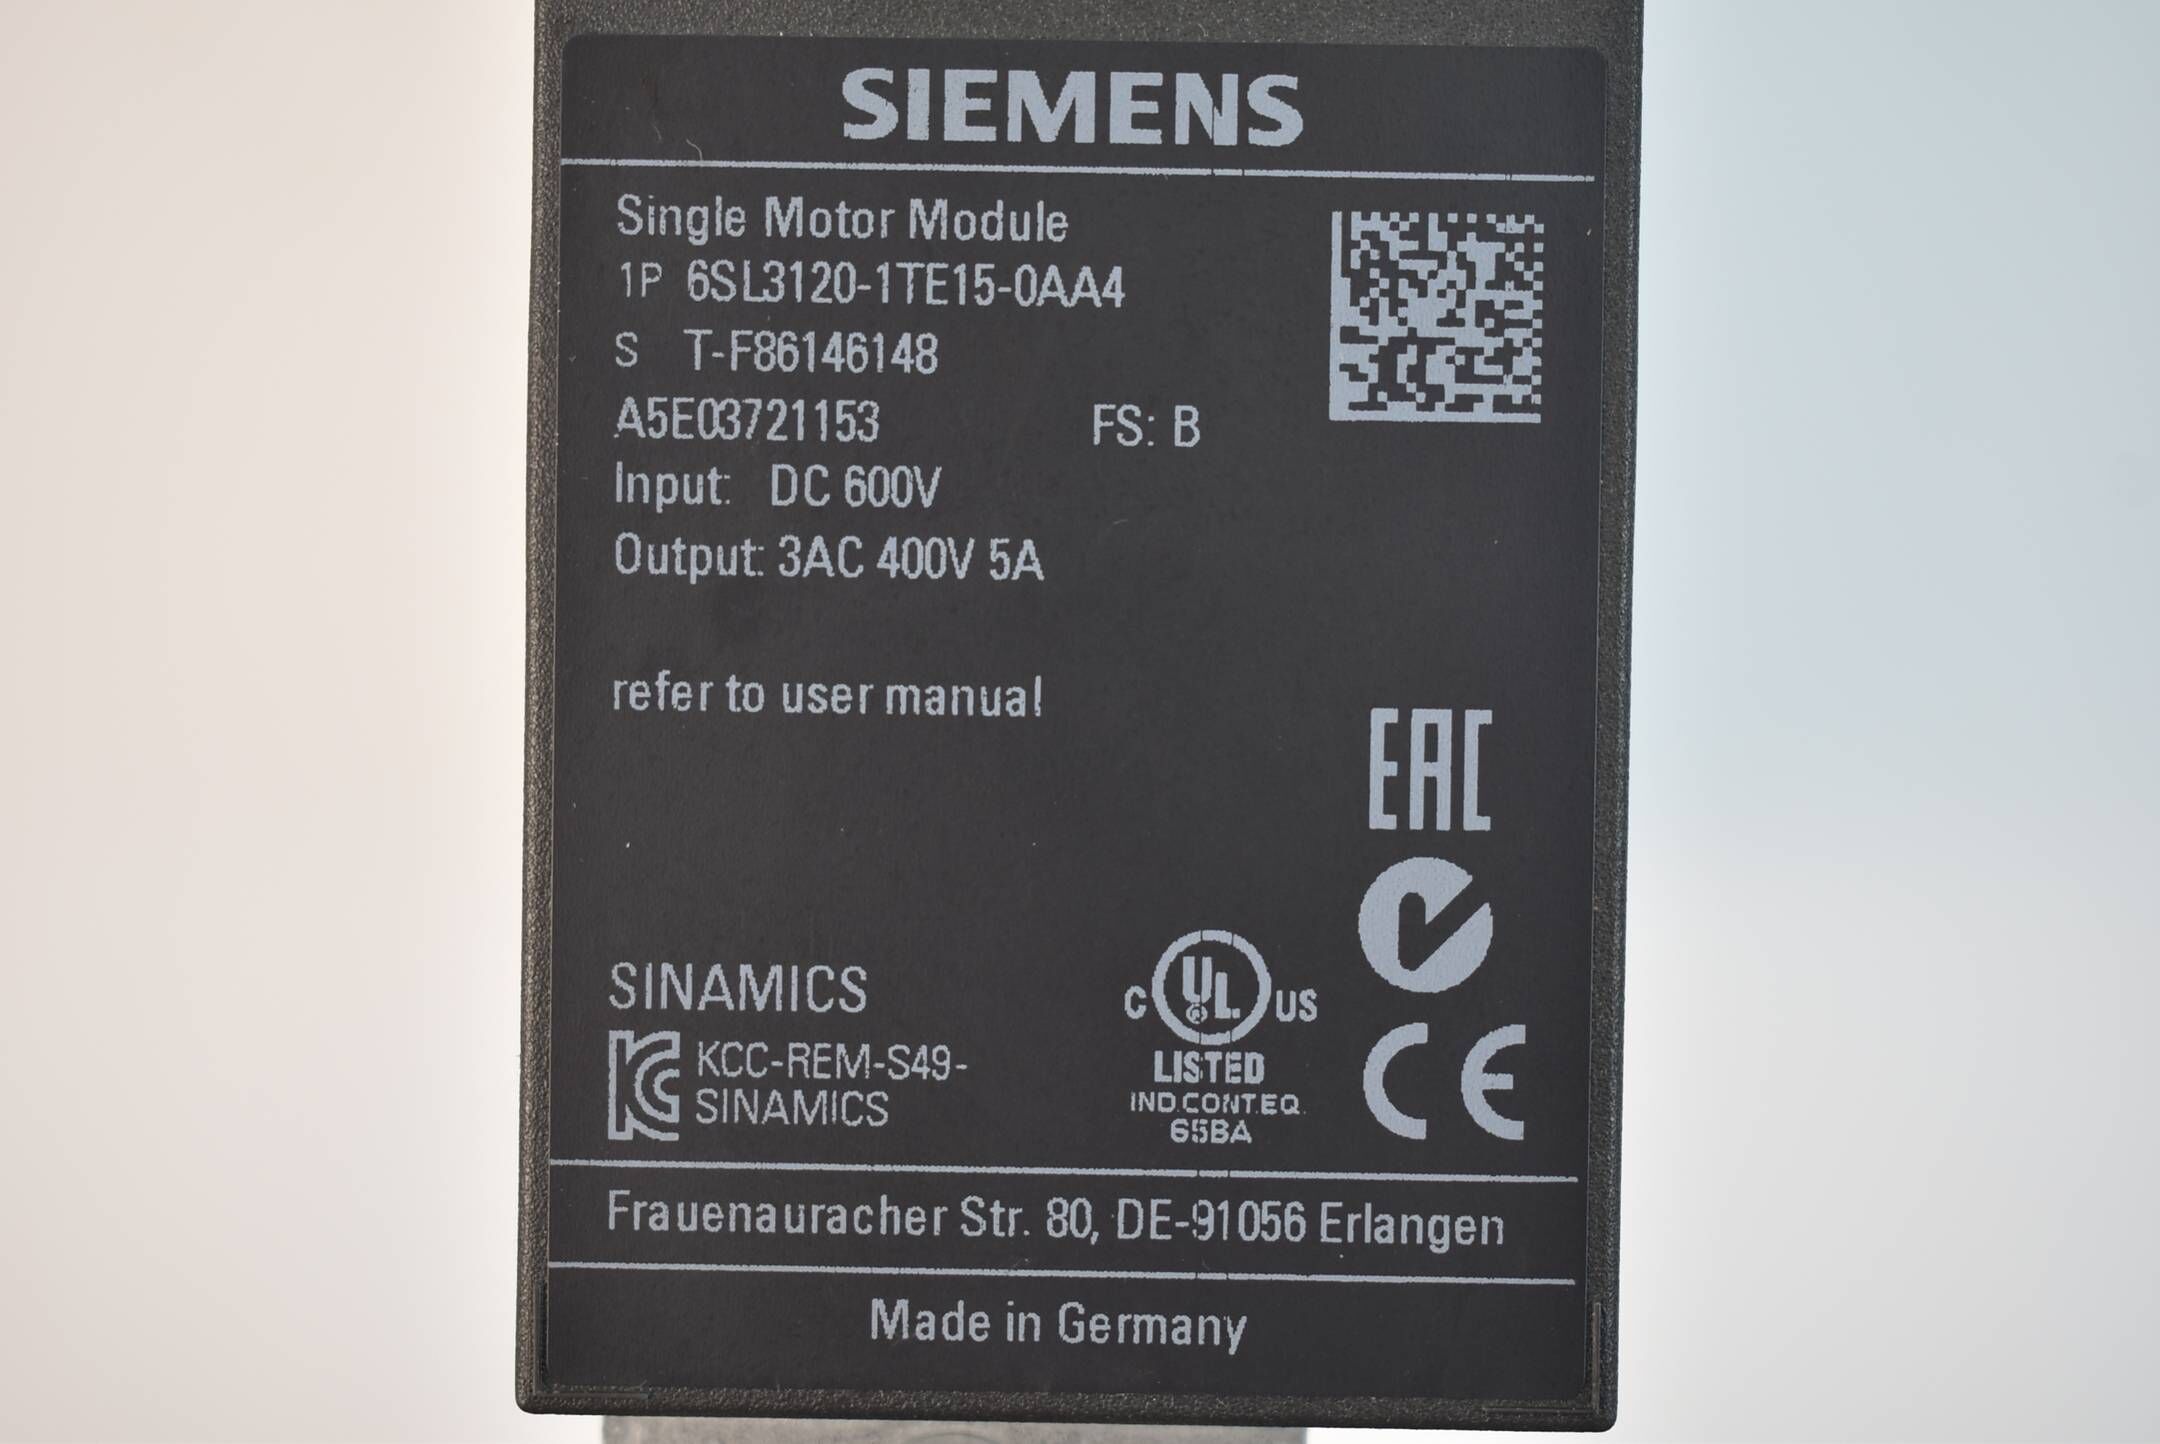 SIEMENS
Single Motor Module
1P 6SL3120-1TE15-0AA4
S T-F86146148
A5E03721153 FS: B
Input: DC 600V
Output: 3AC 400V 5A
refer to user manual
EAC
SINAMICS
KCC-REM-S49-
SINAMICS
C UL US
LISTED
IND.CONT.EQ.
65BA
CE
Frauenauracher Str. 80, DE-91056 Erlangen
Made in Germany